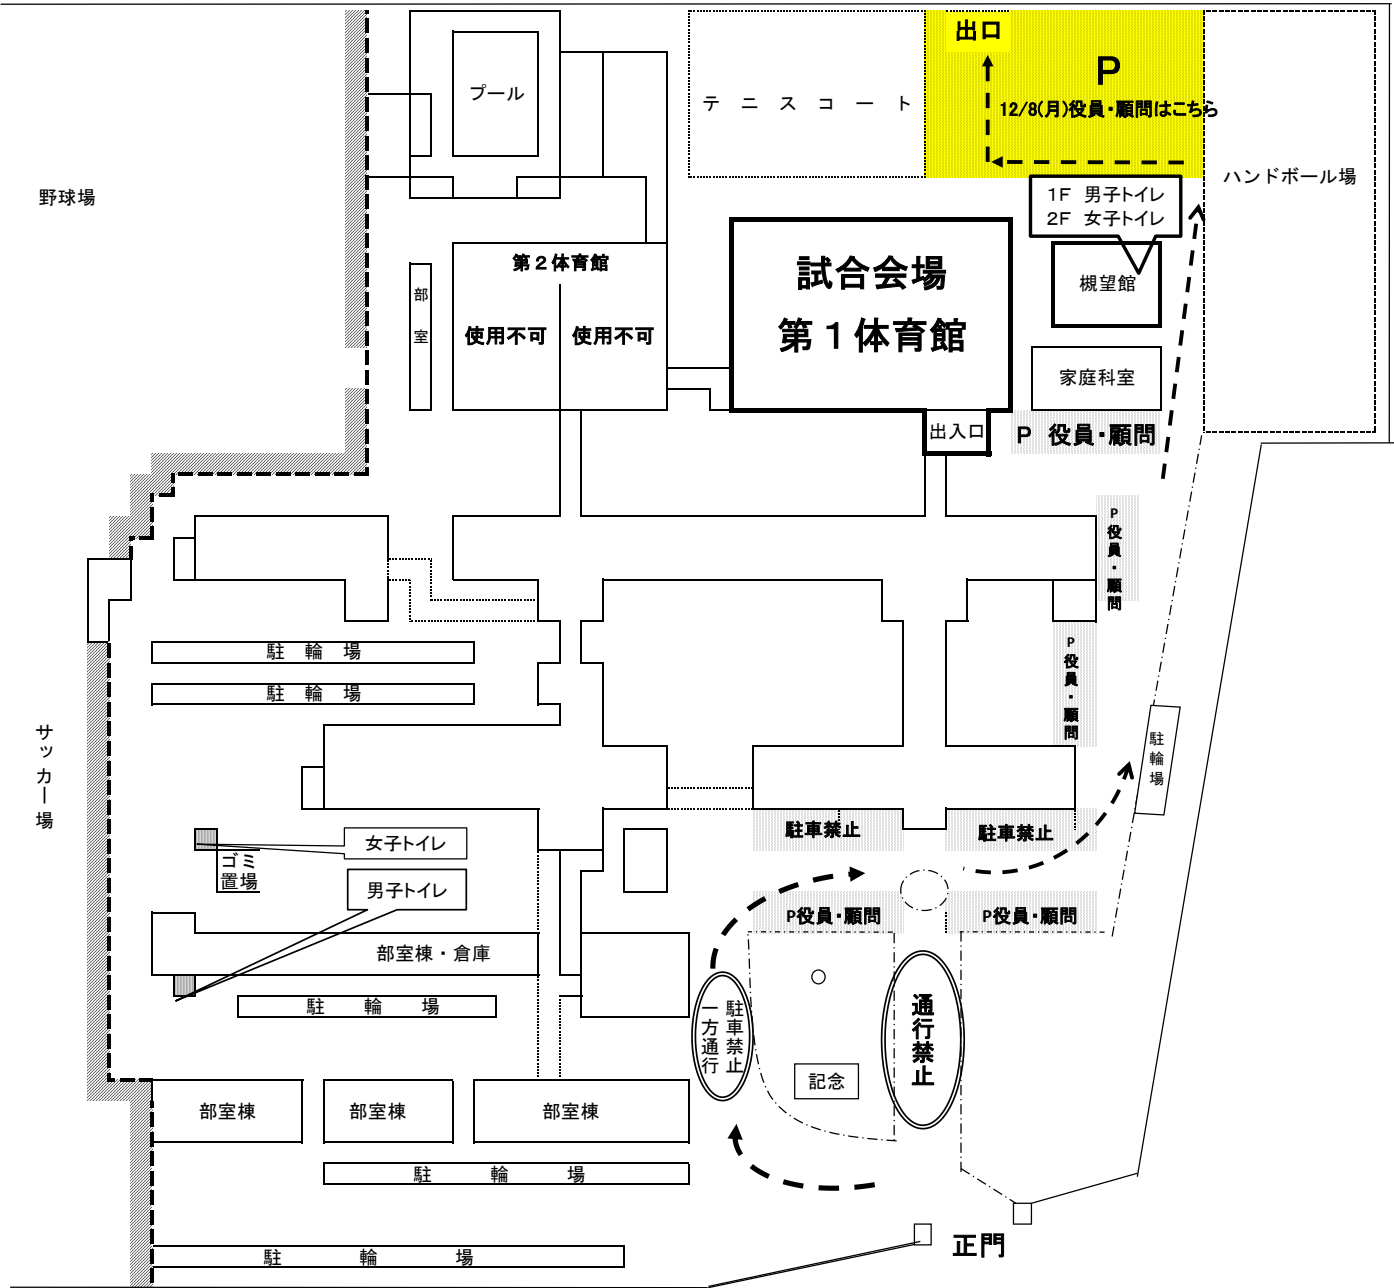 出口
P
12/8(月)役員・顧問はこちら
プール
テニスコート
ハンドボール場
野球場
1F 男子トイレ
2F 女子トイレ
槻望館
第2体育館
使用不可
使用不可
部室
試合会場
第1体育館
家庭科室
出入口
P 役員・顧問
P役員・顧問
P役員・顧問
駐輪場
駐輪場
駐輪場
サッカー場
駐車禁止
駐車禁止
女子トイレ
ゴミ
置場
男子トイレ
P役員・顧問
P役員・顧問
部室棟・倉庫
駐輪場
駐車禁止
一方通行
通行禁止
記念
部室棟
部室棟
部室棟
駐輪場
正門
駐輪場